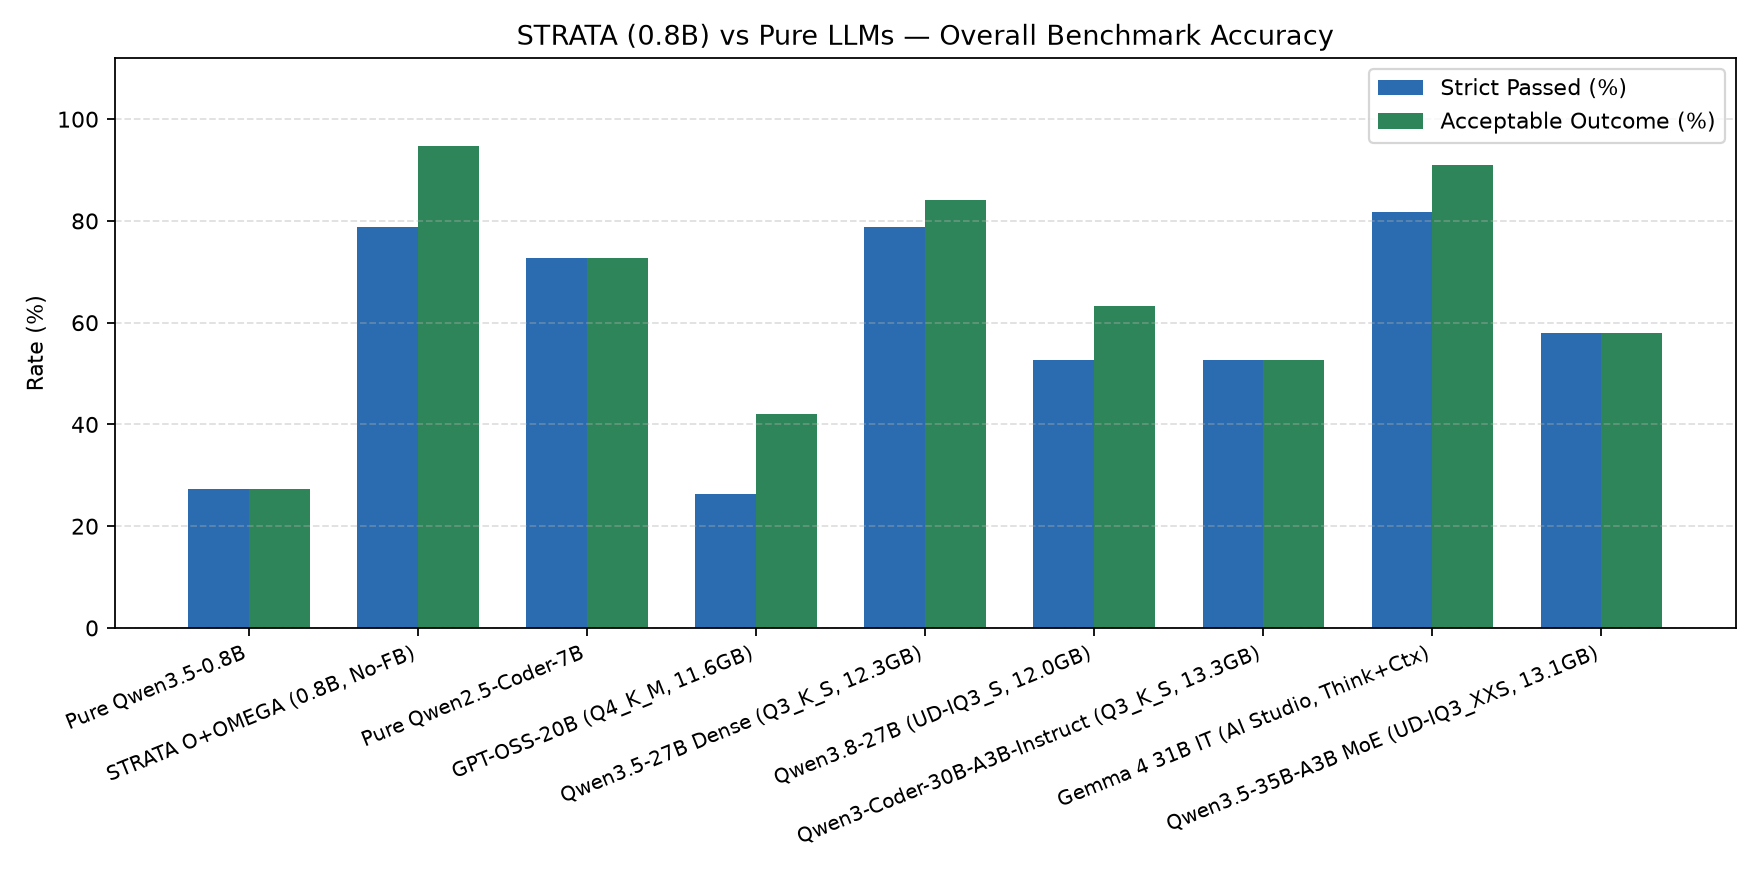 STRATA (0.8B) vs Pure LLMs — Overall Benchmark Accuracy
Strict Passed (%)
Acceptable Outcome (%)
Rate (%)
100
80
60
40
20
0
Pure Qwen3.5-0.8B
STRATA O+OMEGA (0.8B, No-FB)
Pure Qwen2.5-Coder-7B
GPT-OSS-20B (Q4_K_M, 11.6GB)
Qwen3.5-27B Dense (Q3_K_S, 12.3GB)
Qwen3.8-27B (UD-IQ3_S, 12.0GB)
Qwen3-Coder-30B-A3B-Instruct (Q3_K_S, 13.3GB)
Gemma 4 31B IT (AI Studio, Think+Ctx)
Qwen3.5-35B-A3B MoE (UD-IQ3_XXS, 13.1GB)